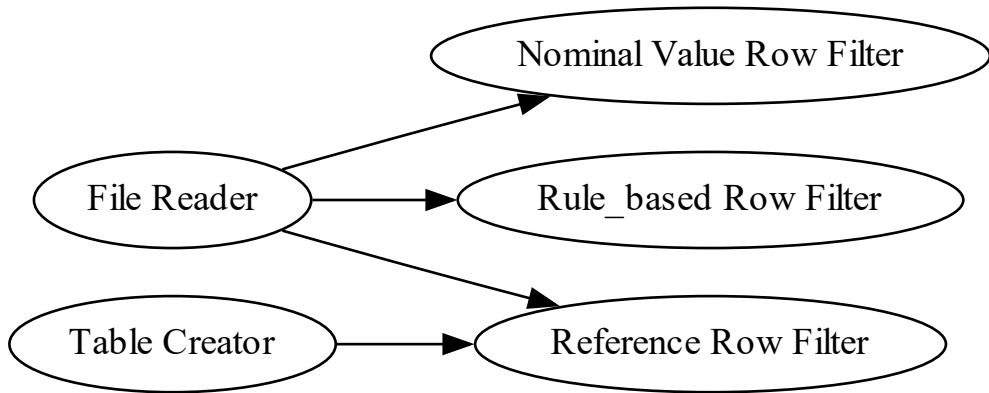 Nominal Value Row Filter
File Reader
Rule_based Row Filter
Table Creator
Reference Row Filter